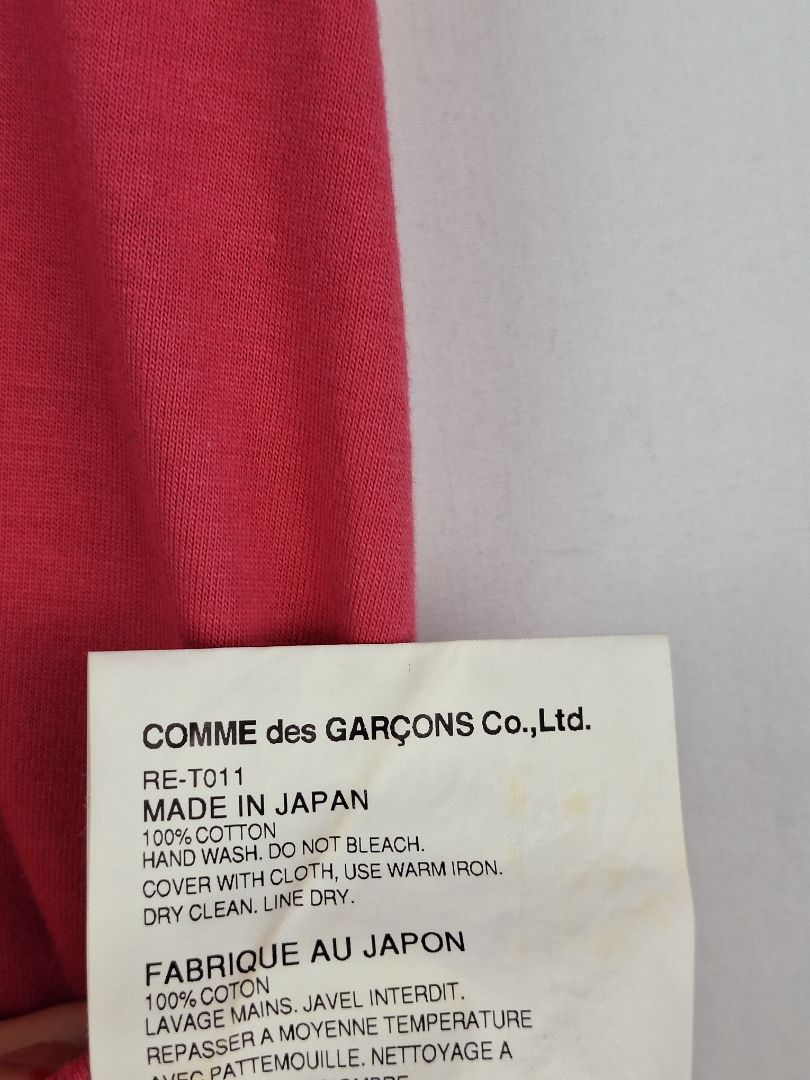 COMME des GARÇONS Co.,Ltd.
RE-T011
MADE IN JAPAN
100% COTTON
HAND WASH. DO NOT BLEACH.
COVER WITH CLOTH, USE WARM IRON.
DRY CLEAN. LINE DRY.
FABRIQUE AU JAPON
100% COTON
LAVAGE MAINS. JAVEL INTERDIT.
REPASSER A MOYENNE TEMPERATURE
AVEC PATTEMOUILLE. NETTOYAGE A